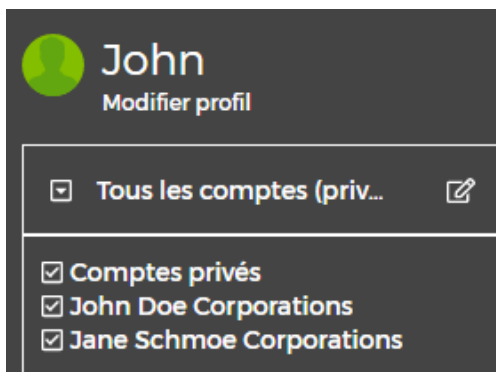 John
Modifier profil
Tous les comptes (priv...
Comptes privés
John Doe Corporations
Jane Schmoe Corporations